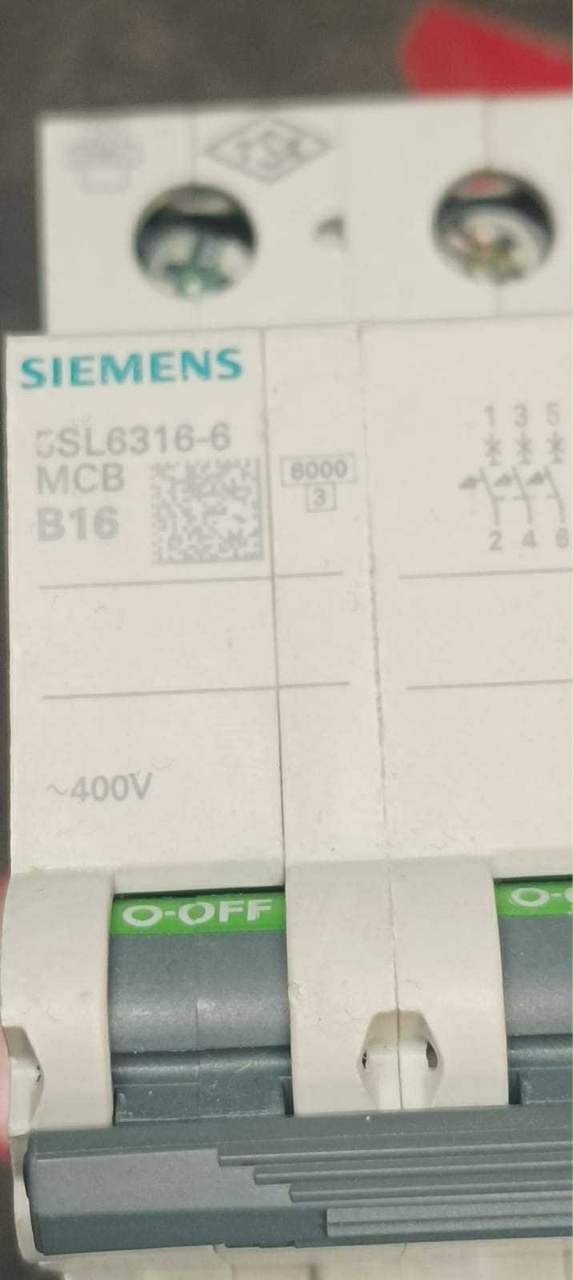 SIEMENS
5SL6316-6
MCB
B16
6000
3
1 3 5
2 4 6
~400V
O-OFF